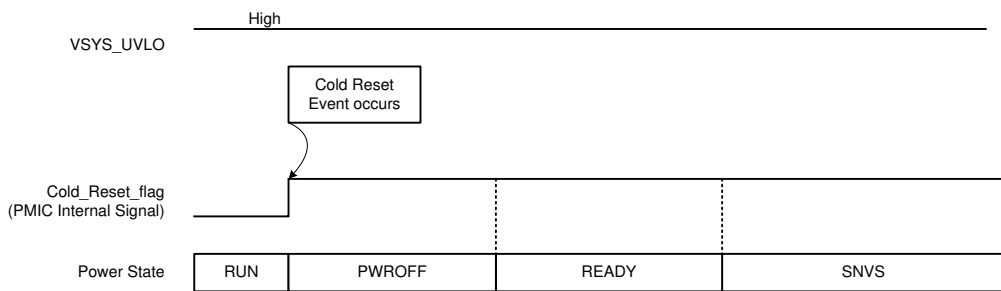 High
VSYS_UVLO
Cold Reset
Event occurs
Cold_Reset_flag
(PMIC Internal Signal)
Power State
RUN
PWROFF
READY
SNVS